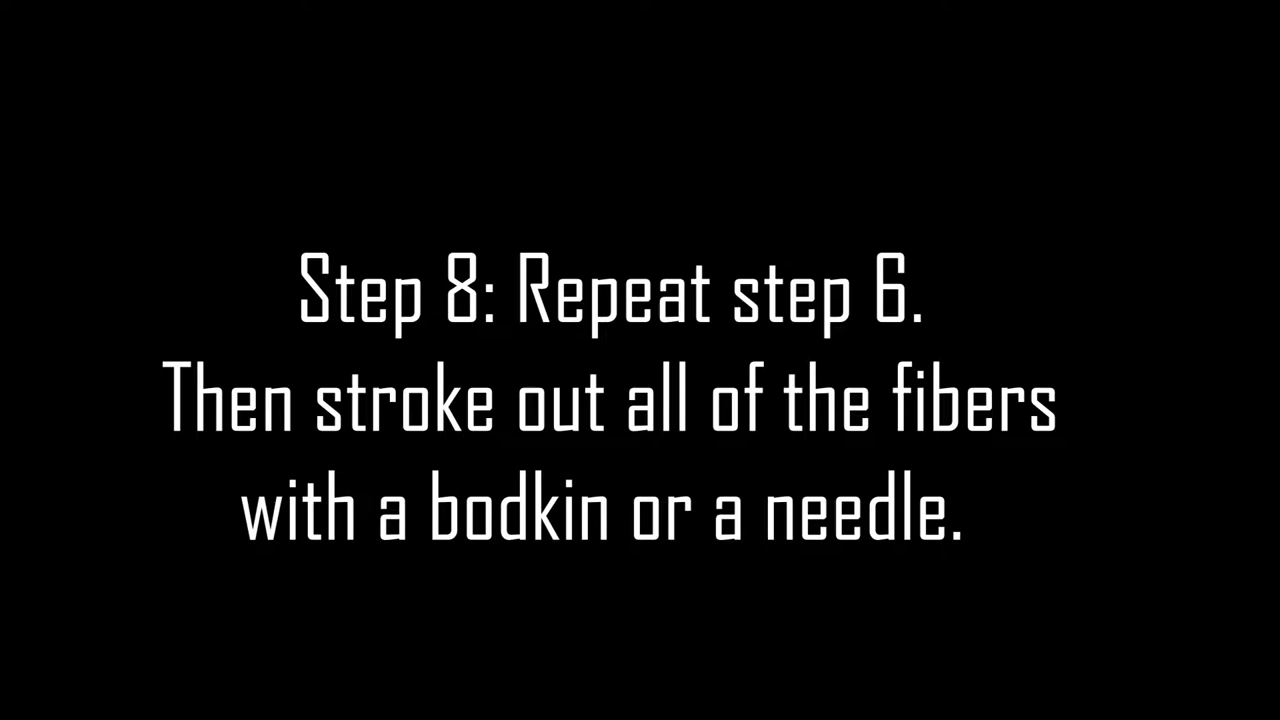 Step 8: Repeat step 6.
Then stroke out all of the fibers
with a bodkin or a needle.